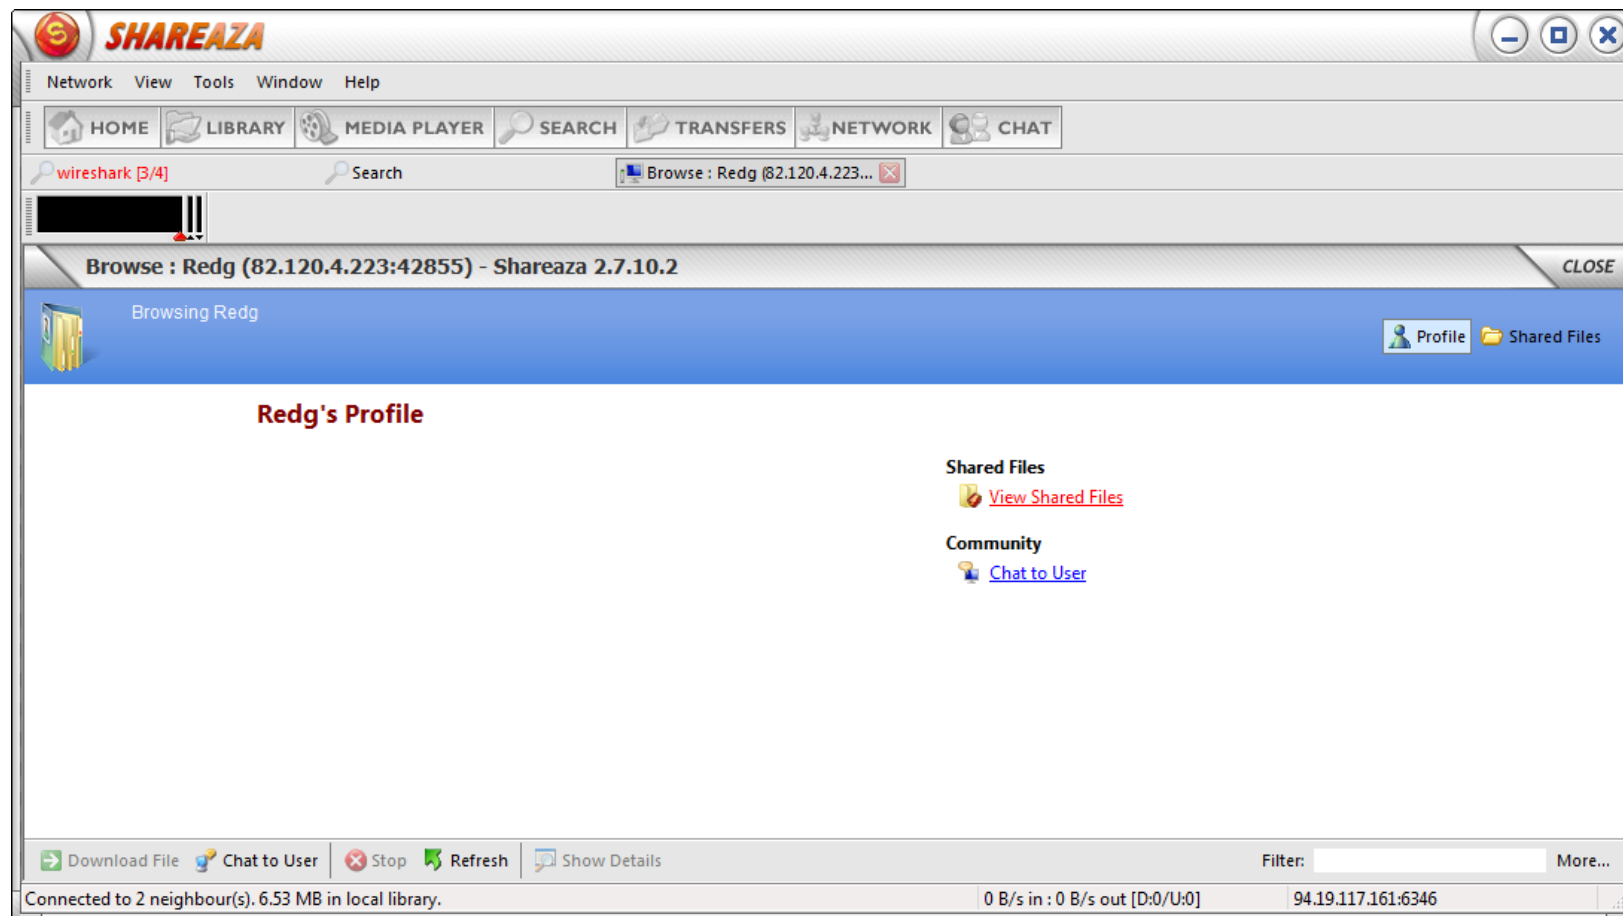 SHAREAZA
Network View Tools Window Help
HOME LIBRARY MEDIA PLAYER SEARCH TRANSFERS NETWORK CHAT
wireshark [3/4] Search Browse : Redg (82.120.4.223...
Browse : Redg (82.120.4.223:42855) - Shareaza 2.7.10.2 CLOSE
Browsing Redg
Profile Shared Files
Redg's Profile
Shared Files
View Shared Files
Community
Chat to User
Download File Chat to User Stop Refresh Show Details Filter: More...
Connected to 2 neighbour(s). 6.53 MB in local library. 0 B/s in : 0 B/s out [D:0/U:0] 94.19.117.161:6346